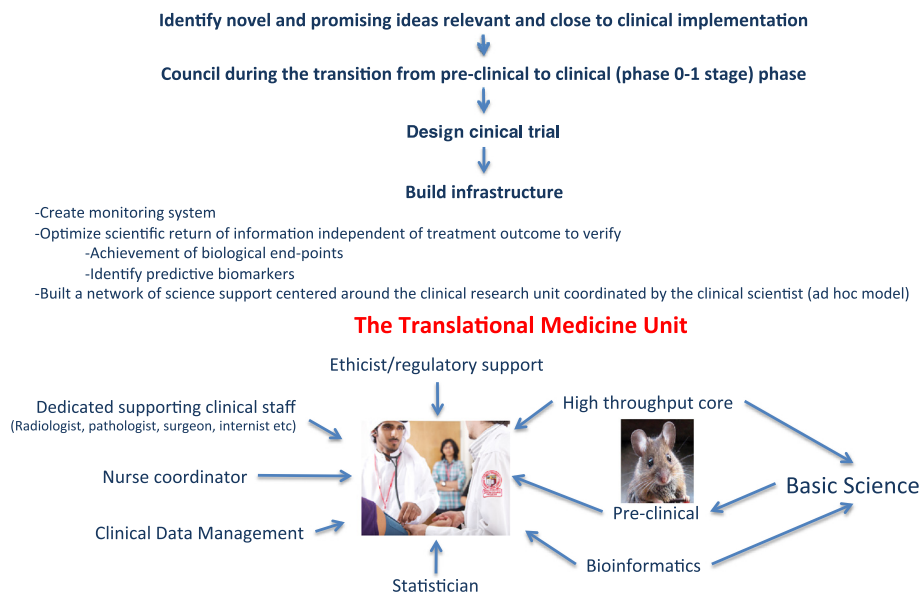 Identify novel and promising ideas relevant and close to clinical implementation
Council during the transition from pre-clinical to clinical (phase 0-1 stage) phase
Design cinical trial
Build infrastructure
-Create monitoring system
-Optimize scientific return of information independent of treatment outcome to verify
-Achievement of biological end-points
-Identify predictive biomarkers
-Built a network of science support centered around the clinical research unit coordinated by the clinical scientist (ad hoc model)
The Translational Medicine Unit
Ethicist/regulatory support
Dedicated supporting clinical staff
(Radiologist, pathologist, surgeon, internist etc)
High throughput core
Nurse coordinator
Basic Science
Pre-clinical
Clinical Data Management
Bioinformatics
Statistician